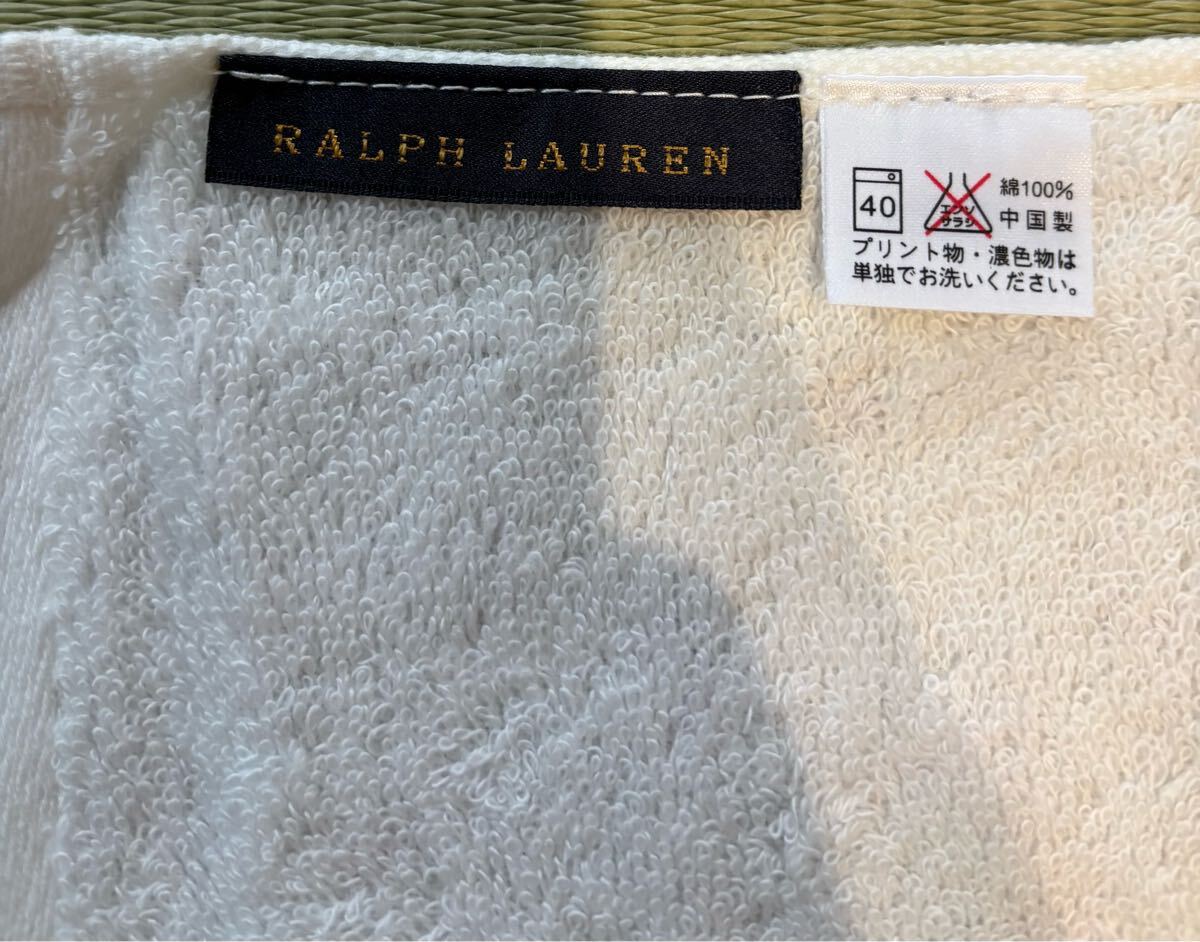 RALPH LAUREN
40
エンソ
サラシ
綿100%
中国製
プリント物・濃色物は
単独でお洗いください。